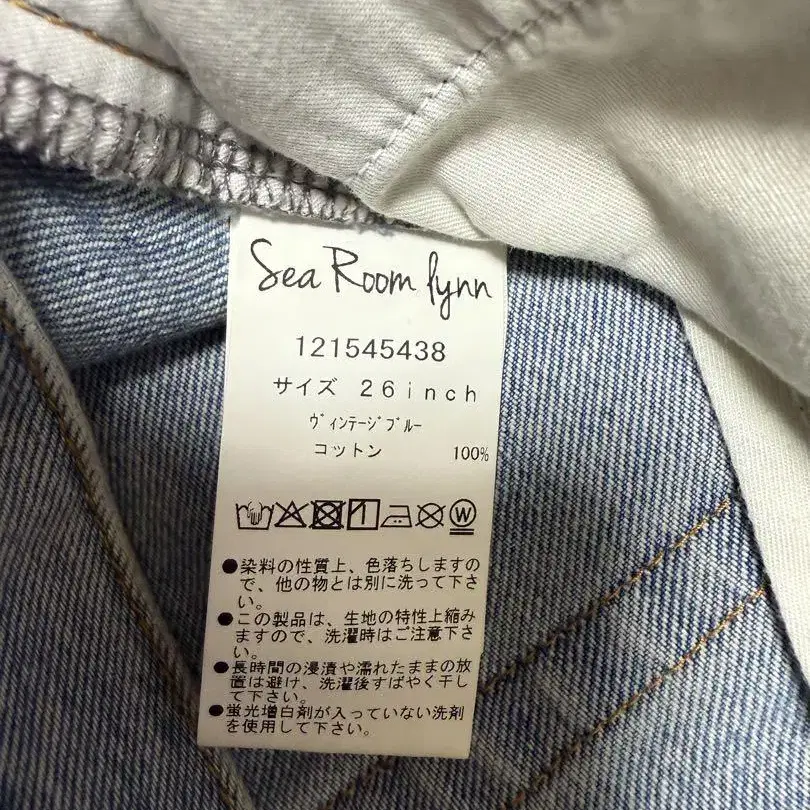 Sea Room lynn
121545438
サイズ 26inch
ヴィンテージブルー
コットン 100%
●染料の性質上、色落ちしますの
で、他の物とは別に洗って下さ
い。
●この製品は、生地の特性上縮み
ますので、洗濯時はご注意下さ
い。
●長時間の浸漬や濡れたままの放
置は避け、洗濯後すばやく干し
て下さい。
●蛍光増白剤が入っていない洗剤
を使用して下さい。